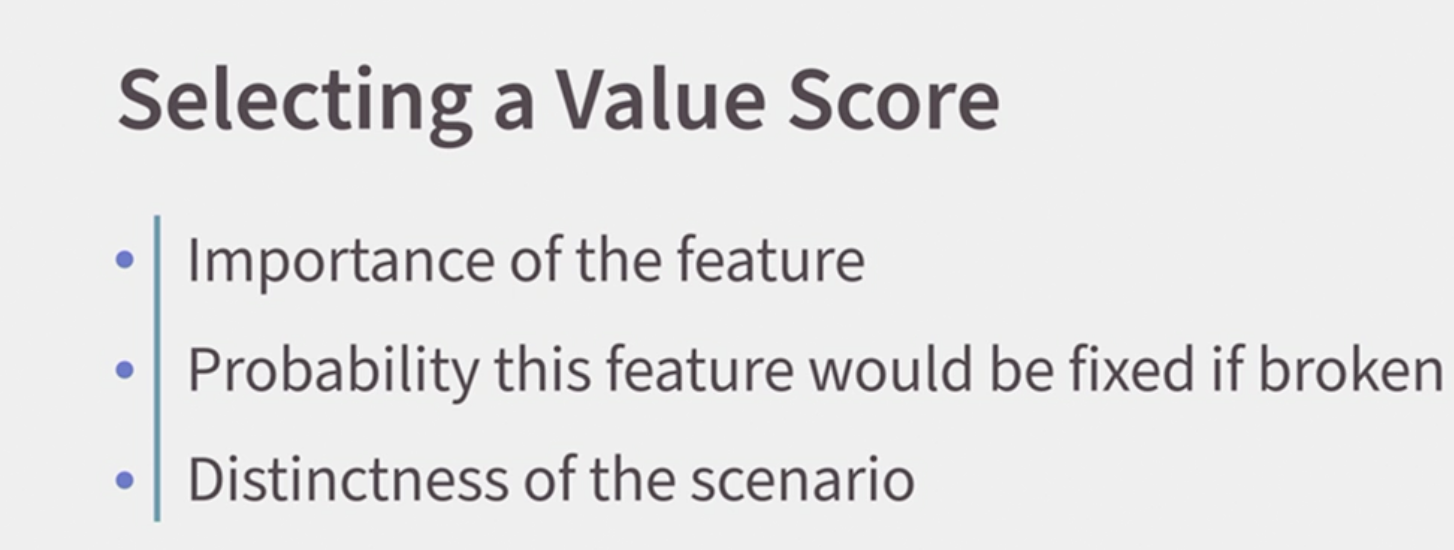 Selecting a Value Score
• Importance of the feature
• Probability this feature would be fixed if broken
• Distinctness of the scenario